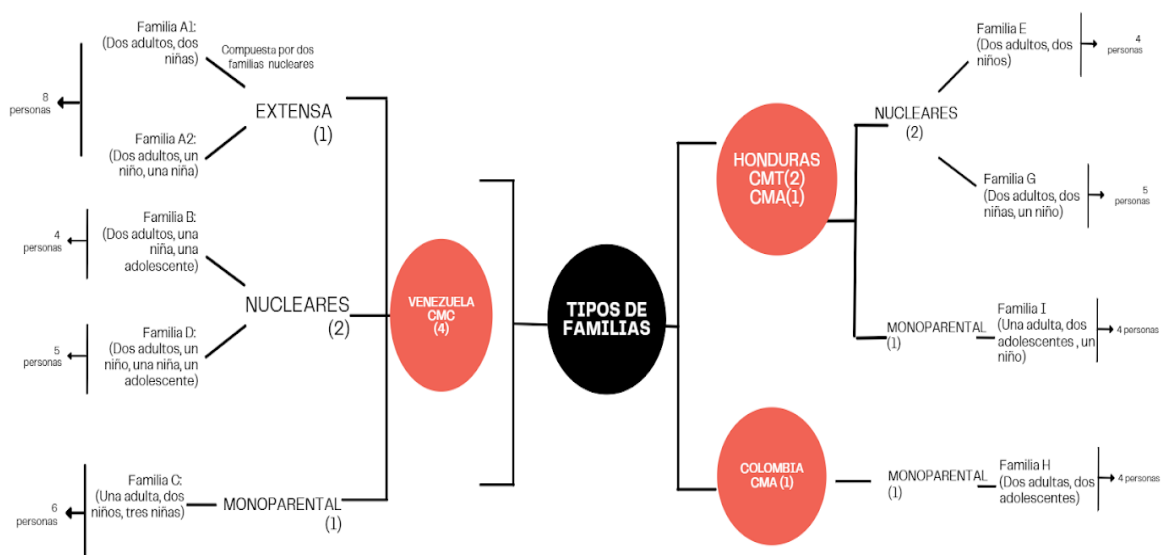 TIPOS DE
FAMILIAS
VENEZUELA
CMC
(4)
EXTENSA
(1)
Compuesta por dos
familias nucleares
Familia A1:
(Dos adultos, dos
niñas)
Familia A2:
(Dos adultos, un
niño, una niña)
8
personas
NUCLEARES
(2)
Familia B:
(Dos adultos, una
niña, una
adolescente)
4
personas
Familia D:
(Dos adultos, un
niño, una niña, un
adolescente)
5
personas
MONOPARENTAL
(1)
Familia C:
(Una adulta, dos
niños, tres niñas)
6
personas
HONDURAS
CMT(2)
CMA(1)
NUCLEARES
(2)
Familia E
(Dos adultos, dos
niños)
4
personas
Familia G
(Dos adultos, dos
niñas, un niño)
5
personas
MONOPARENTAL
(1)
Familia I
(Una adulta, dos
adolescentes , un
niño)
4 personas
COLOMBIA
CMA (1)
MONOPARENTAL
(1)
Familia H
(Dos adultas, dos
adolescentes)
4 personas